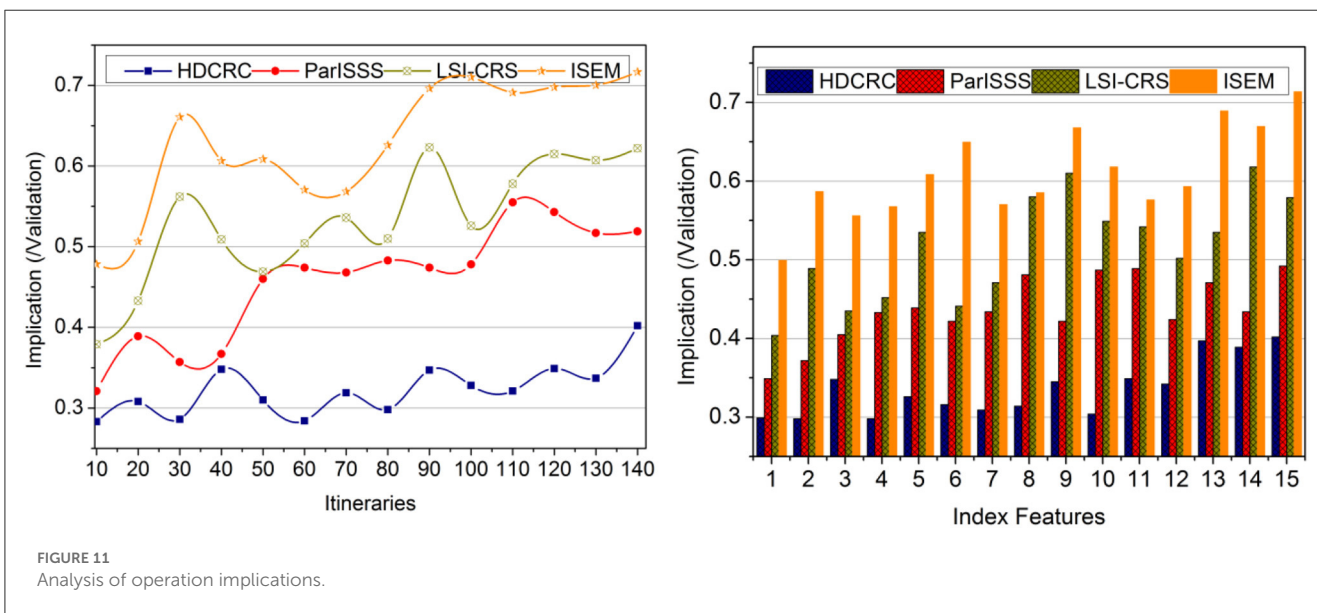 HDCRC ParISSS LSI-CRS ISEM
0.7
0.6
0.5
0.4
0.3
Implication (/Validation)
10 20 30 40 50 60 70 80 90 100 110 120 130 140
Itineraries
HDCRC ParISSS LSI-CRS ISEM
0.7
0.6
0.5
0.4
0.3
Implication (/Validation)
1 2 3 4 5 6 7 8 9 10 11 12 13 14 15
Index Features
FIGURE 11
Analysis of operation implications.